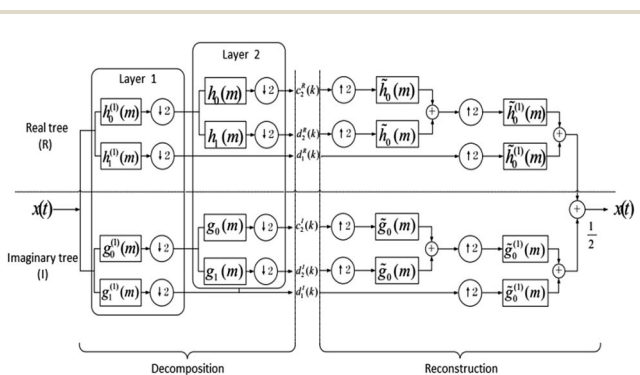 Layer 2
Layer 1
h₀(m) ↓2 c₂ᴿ(k) ↑2 h̃₀(m)
h₀⁽¹⁾(m) ↓2 ↑2 h̃₀⁽¹⁾(m)
Real tree
(R)
h₁(m) ↓2 d₂ᴿ(k) ↑2 h̃₀(m)
h₁⁽¹⁾(m) ↓2 d₁ᴿ(k) ↑2 h̃₀⁽¹⁾(m)
x(t) x(t)
1/2
g₀(m) ↓2 c₂ᴵ(k) ↑2 g̃₀(m)
g₀⁽¹⁾(m) ↓2 ↑2 g̃₀⁽¹⁾(m)
Imaginary tree
(I)
g₁(m) ↓2 d₂ᴵ(k) ↑2 g̃₀(m)
g₁⁽¹⁾(m) ↓2 d₁ᴵ(k) ↑2 g̃₀⁽¹⁾(m)
Decomposition Reconstruction